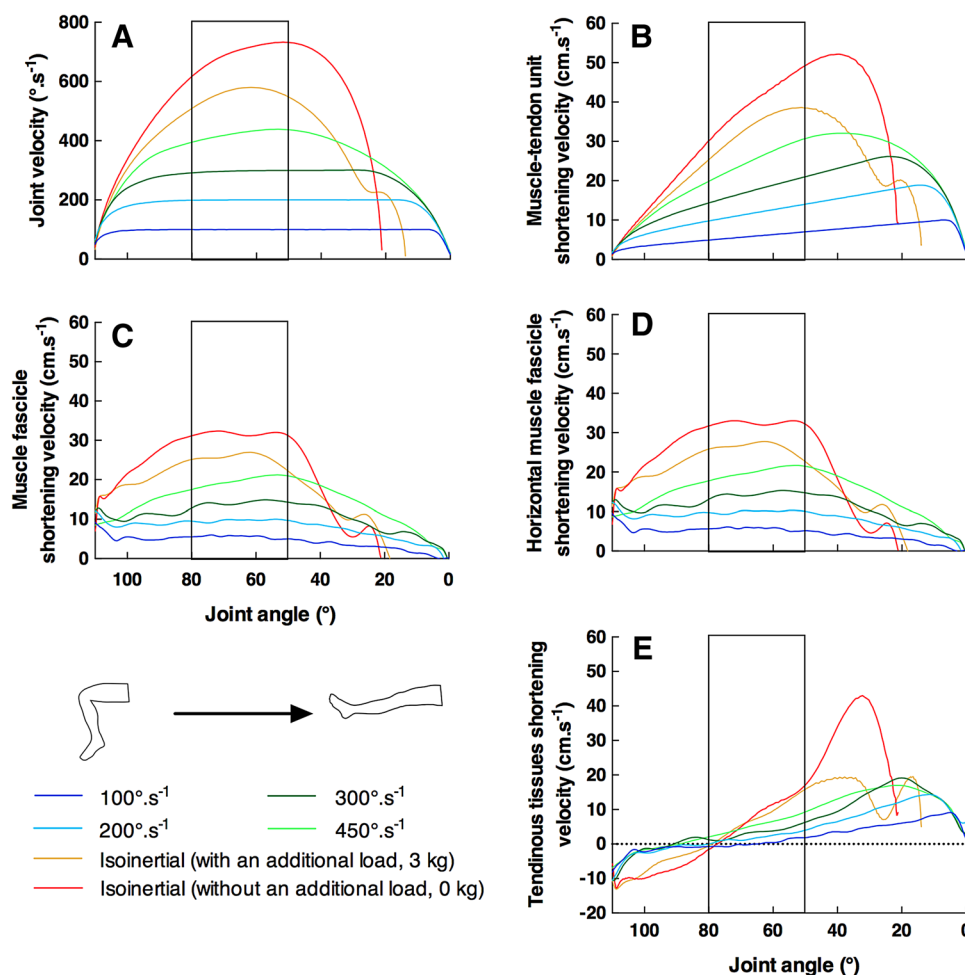 A
Joint velocity (°.s⁻¹)
800
600
400
200
0
B
Muscle-tendon unit
shortening velocity (cm.s⁻¹)
60
50
40
30
20
10
0
C
Muscle fascicle
shortening velocity (cm.s⁻¹)
60
50
40
30
20
10
0
100 80 60 40 20 0
Joint angle (°)
D
Horizontal muscle fascicle
shortening velocity (cm.s⁻¹)
60
50
40
30
20
10
0
E
Tendinous tissues shortening
velocity (cm.s⁻¹)
60
50
40
30
20
10
0
-10
-20
100 80 60 40 20 0
Joint angle (°)
100°.s⁻¹ 300°.s⁻¹
200°.s⁻¹ 450°.s⁻¹
Isoinertial (with an additional load, 3 kg)
Isoinertial (without an additional load, 0 kg)